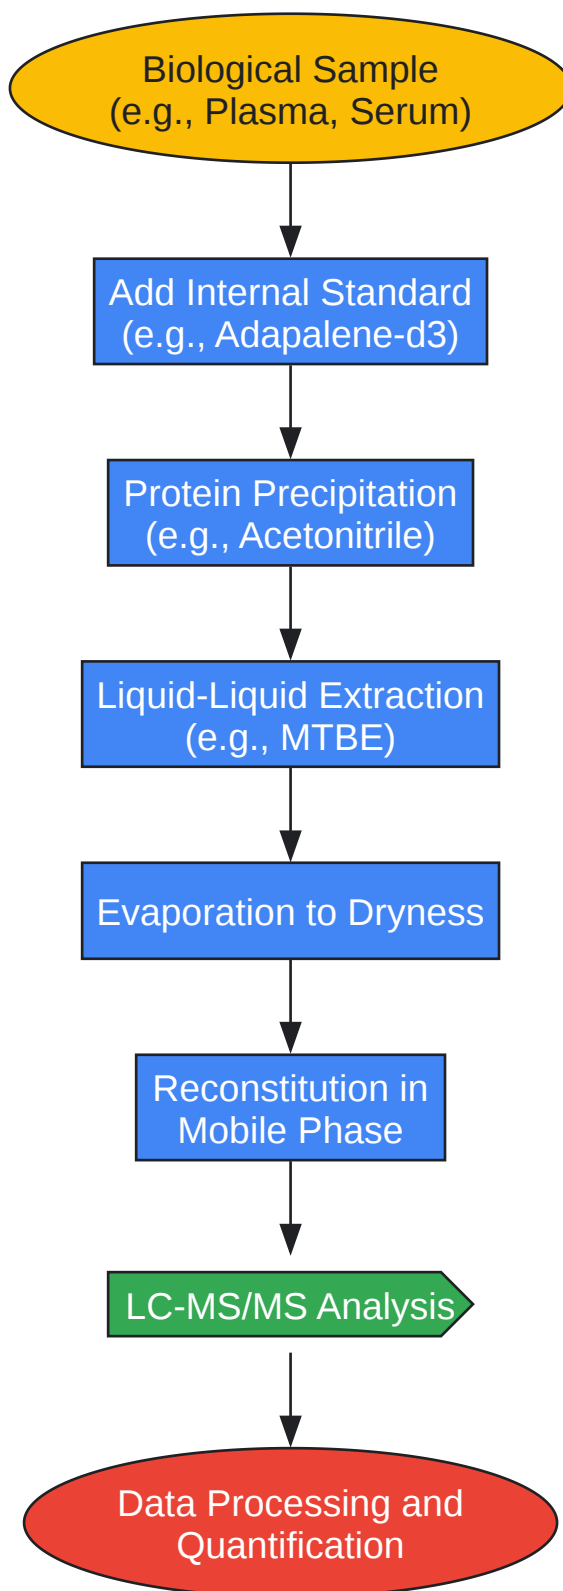 Biological Sample
(e.g., Plasma, Serum)
Add Internal Standard
(e.g., Adapalene-d3)
Protein Precipitation
(e.g., Acetonitrile)
Liquid-Liquid Extraction
(e.g., MTBE)
Evaporation to Dryness
Reconstitution in
Mobile Phase
LC-MS/MS Analysis
Data Processing and
Quantification